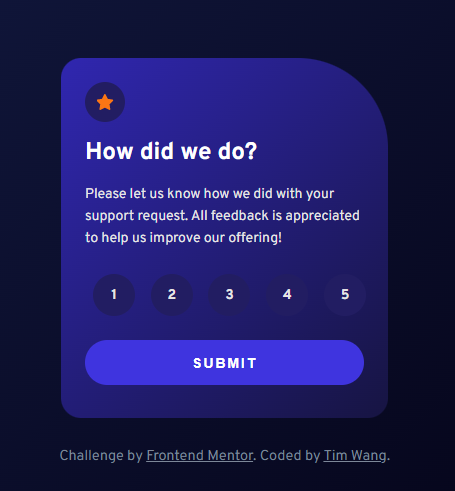 How did we do?
Please let us know how we did with your
support request. All feedback is appreciated
to help us improve our offering!
1 2 3 4 5
SUBMIT
Challenge by Frontend Mentor. Coded by Tim Wang.